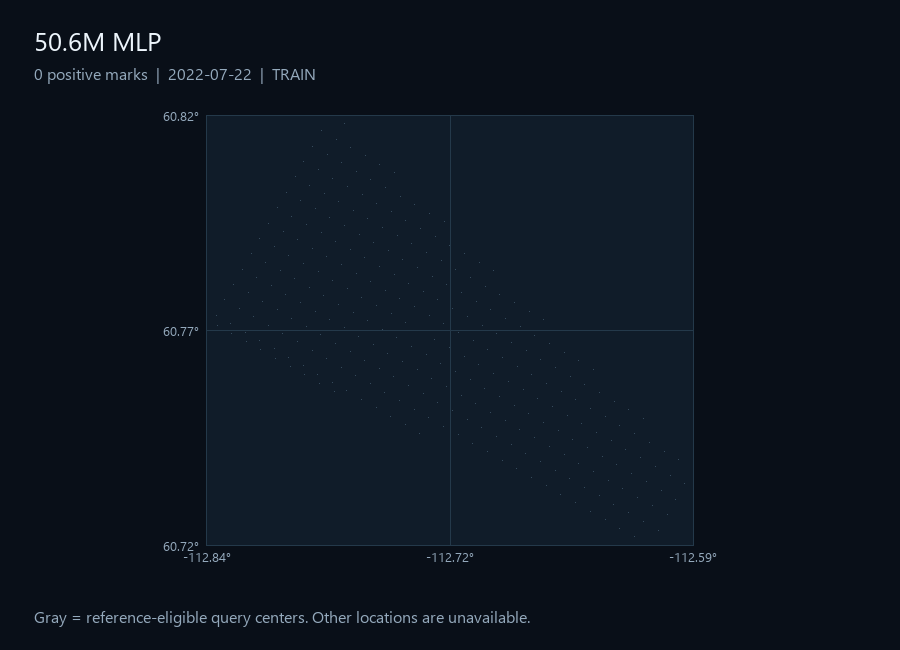 50.6M MLP
0 positive marks | 2022-07-22 | TRAIN
60.82°
60.77°
60.72°
-112.84° -112.72° -112.59°
Gray = reference-eligible query centers. Other locations are unavailable.